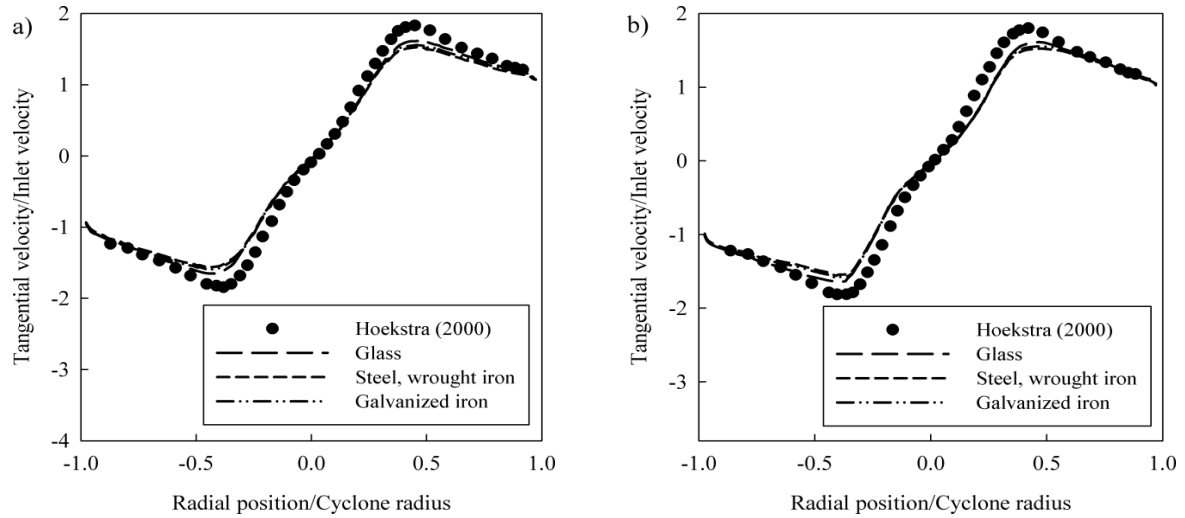 a)
2
1
0
-1
-2
-3
-4
-1.0
-0.5
0.0
0.5
1.0
Tangential velocity/Inlet velocity
Radial position/Cyclone radius
Hoekstra (2000)
Glass
Steel, wrought iron
Galvanized iron
b)
2
1
0
-1
-2
-3
-1.0
-0.5
0.0
0.5
1.0
Tangential velocity/Inlet velocity
Radial position/Cyclone radius
Hoekstra (2000)
Glass
Steel, wrought iron
Galvanized iron